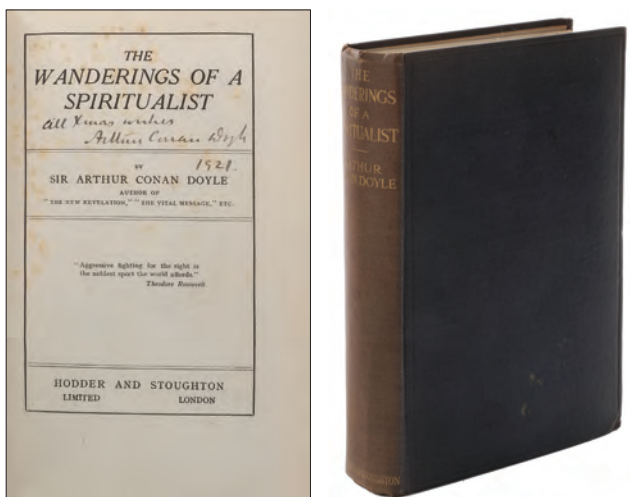 THE
WANDERINGS OF A
SPIRITUALIST
all Xmas wishes
Arthur Conan Doyle
1921.
BY
SIR ARTHUR CONAN DOYLE
AUTHOR OF
"THE NEW REVELATION," "THE VITAL MESSAGE," ETC.
"Aggressive fighting for the right is
the noblest sport the world affords."
Theodore Roosevelt.
HODDER AND STOUGHTON
LIMITED LONDON
THE
WANDERINGS
OF A
SPIRITUALIST
ARTHUR
CONAN DOYLE